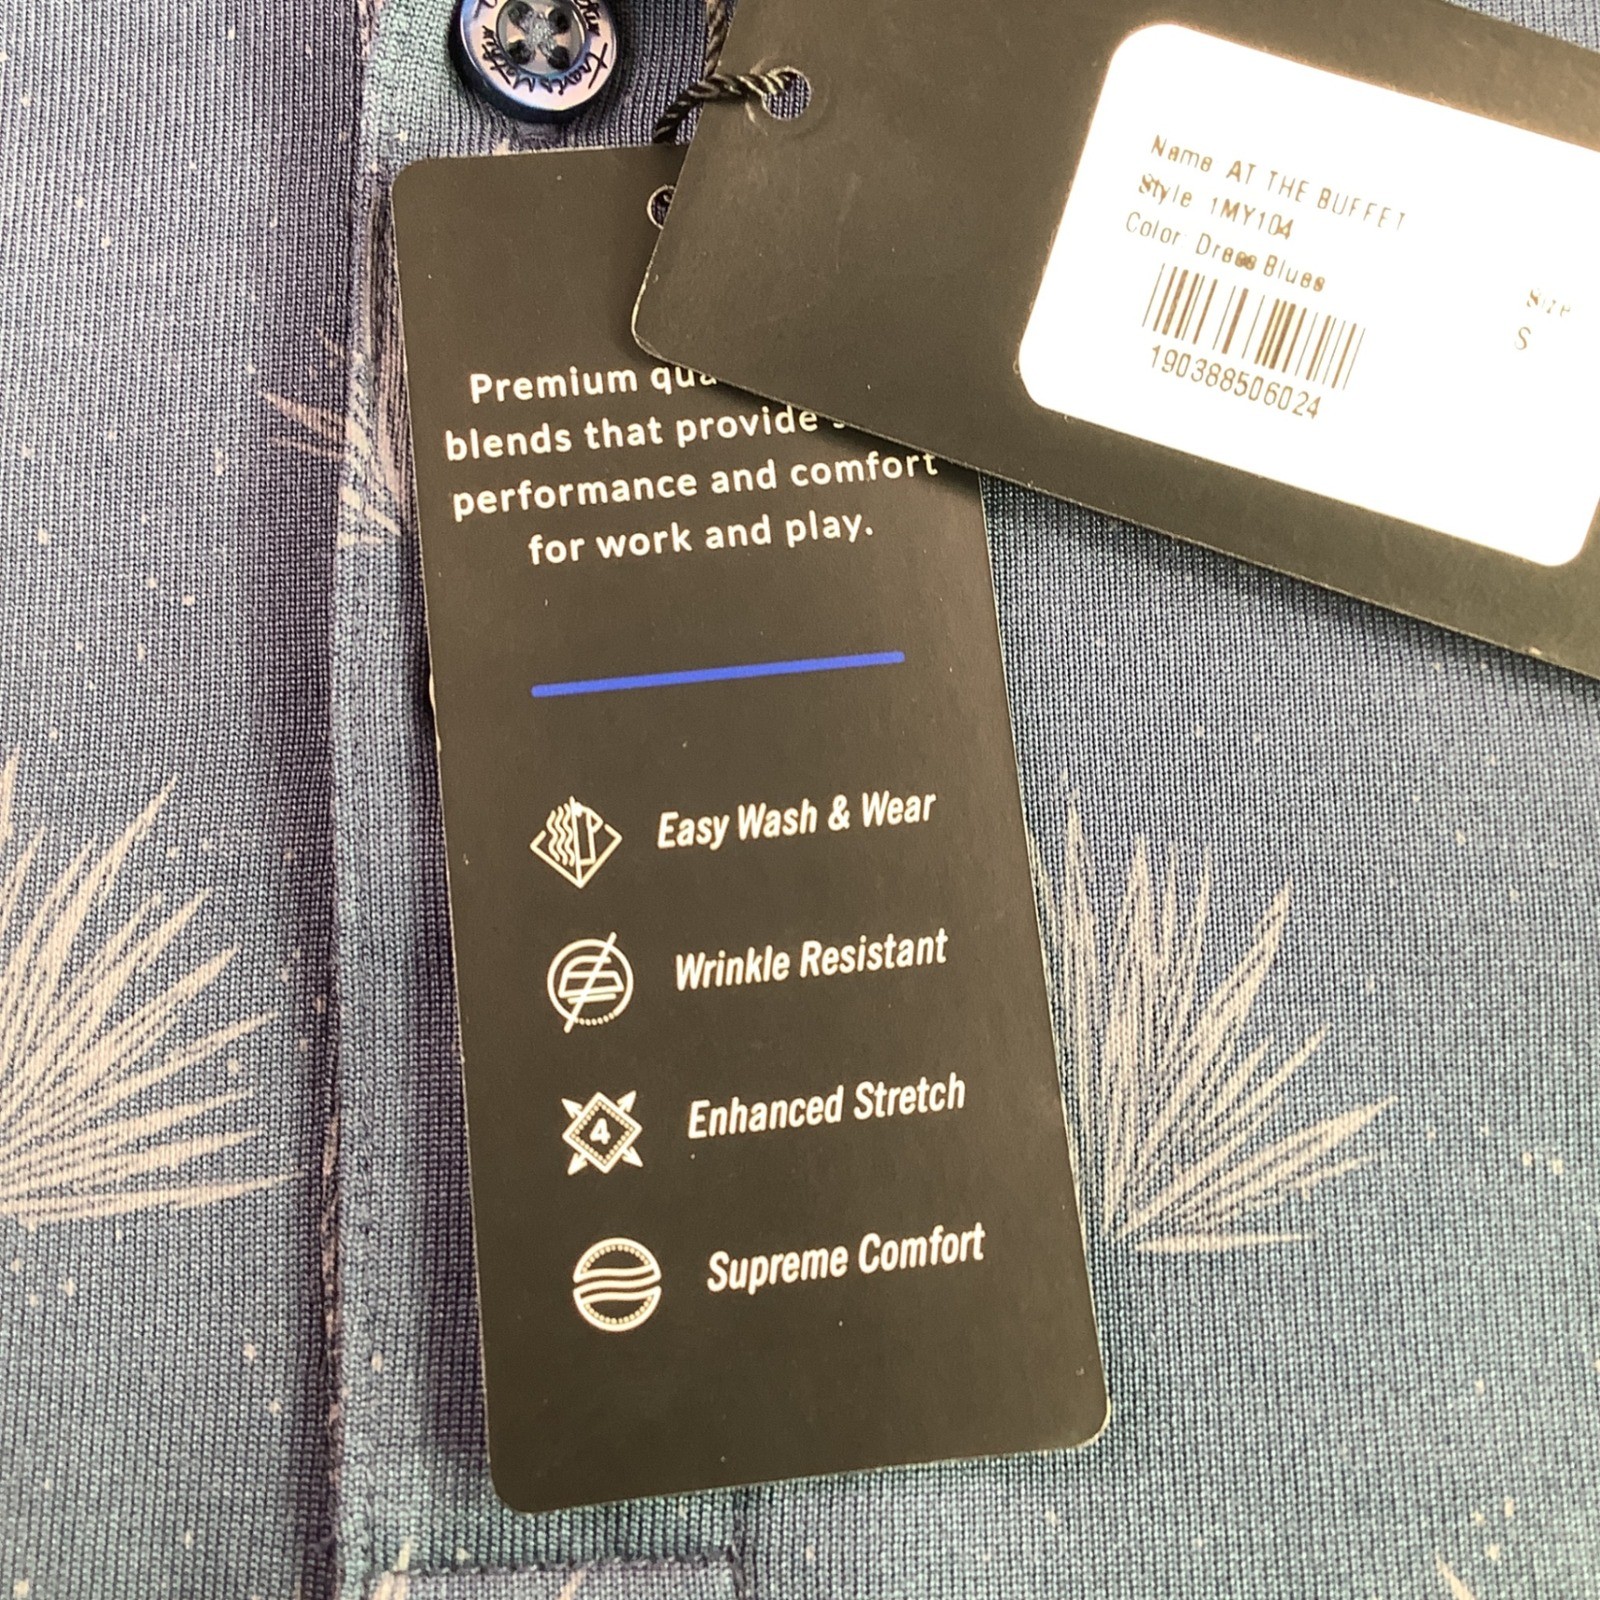 Name AT THE BUFFET
Style 1MY104
Color Dress Blues
Size
S
190388506024
Premium
blends that provide
performance and comfort
for work and play.
Easy Wash & Wear
Wrinkle Resistant
4
Enhanced Stretch
Supreme Comfort